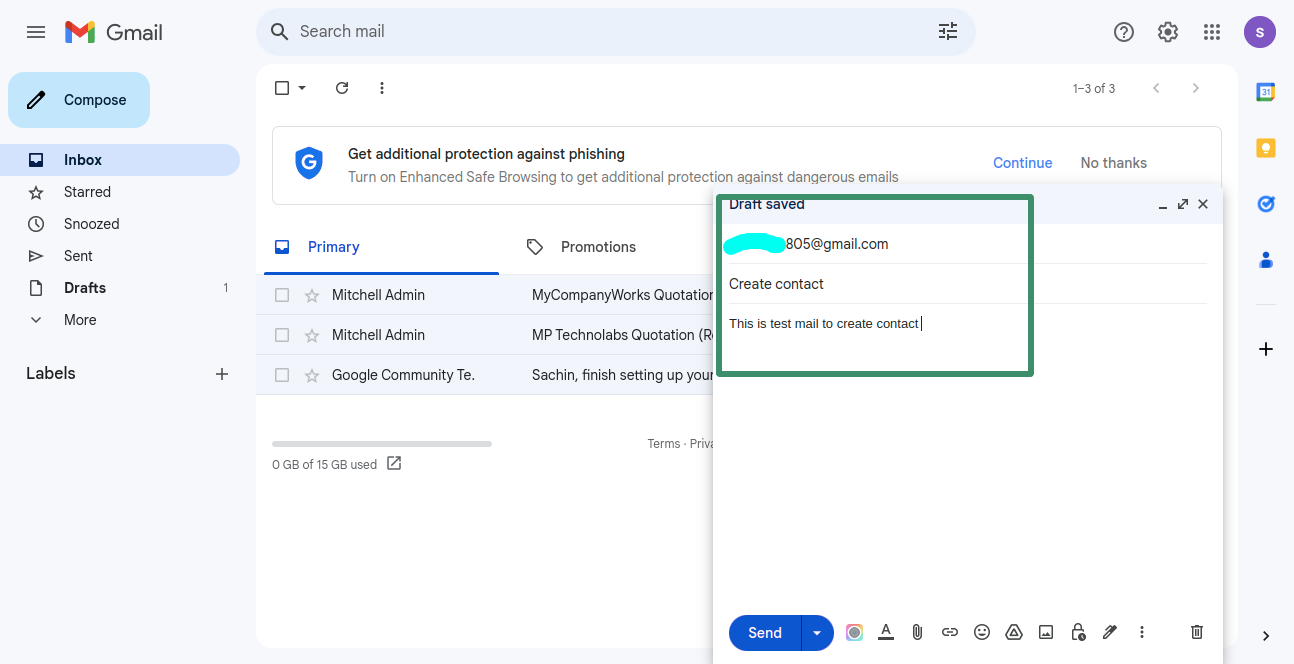 Gmail
Search mail
S
Compose
1–3 of 3
31
Inbox
Starred
Snoozed
Sent
Drafts 1
More
Labels
G
Get additional protection against phishing
Turn on Enhanced Safe Browsing to get additional protection against dangerous emails
Continue No thanks
Primary Promotions
Mitchell Admin MyCompanyWorks Quotation
Mitchell Admin MP Technolabs Quotation
Google Community Te. Sachin, finish setting up your
0 GB of 15 GB used
Terms ·
Draft saved
805@gmail.com
Create contact
This is test mail to create contact
Send
A